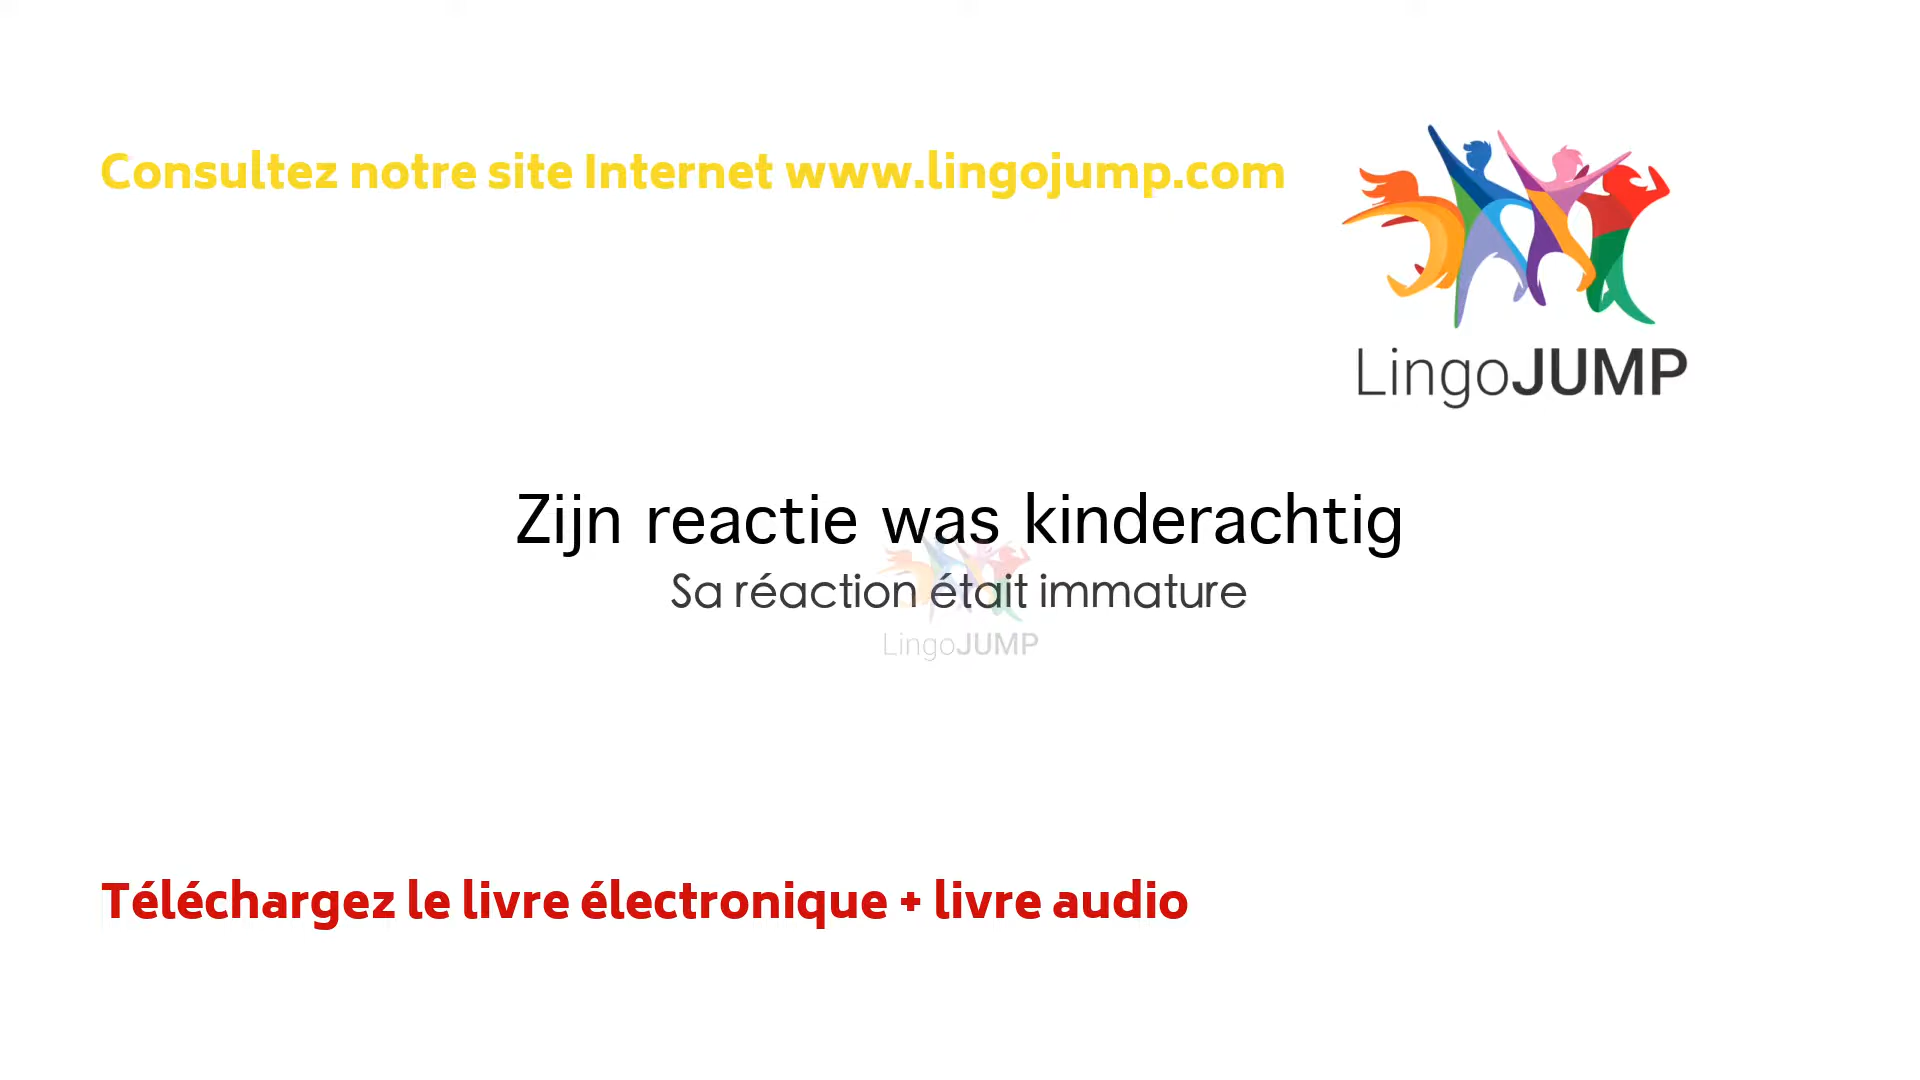 Consultez notre site Internet www.lingojump.com
LingoJUMP
Zijn reactie was kinderachtig
Sa réaction était immature
LingoJUMP
Téléchargez le livre électronique + livre audio